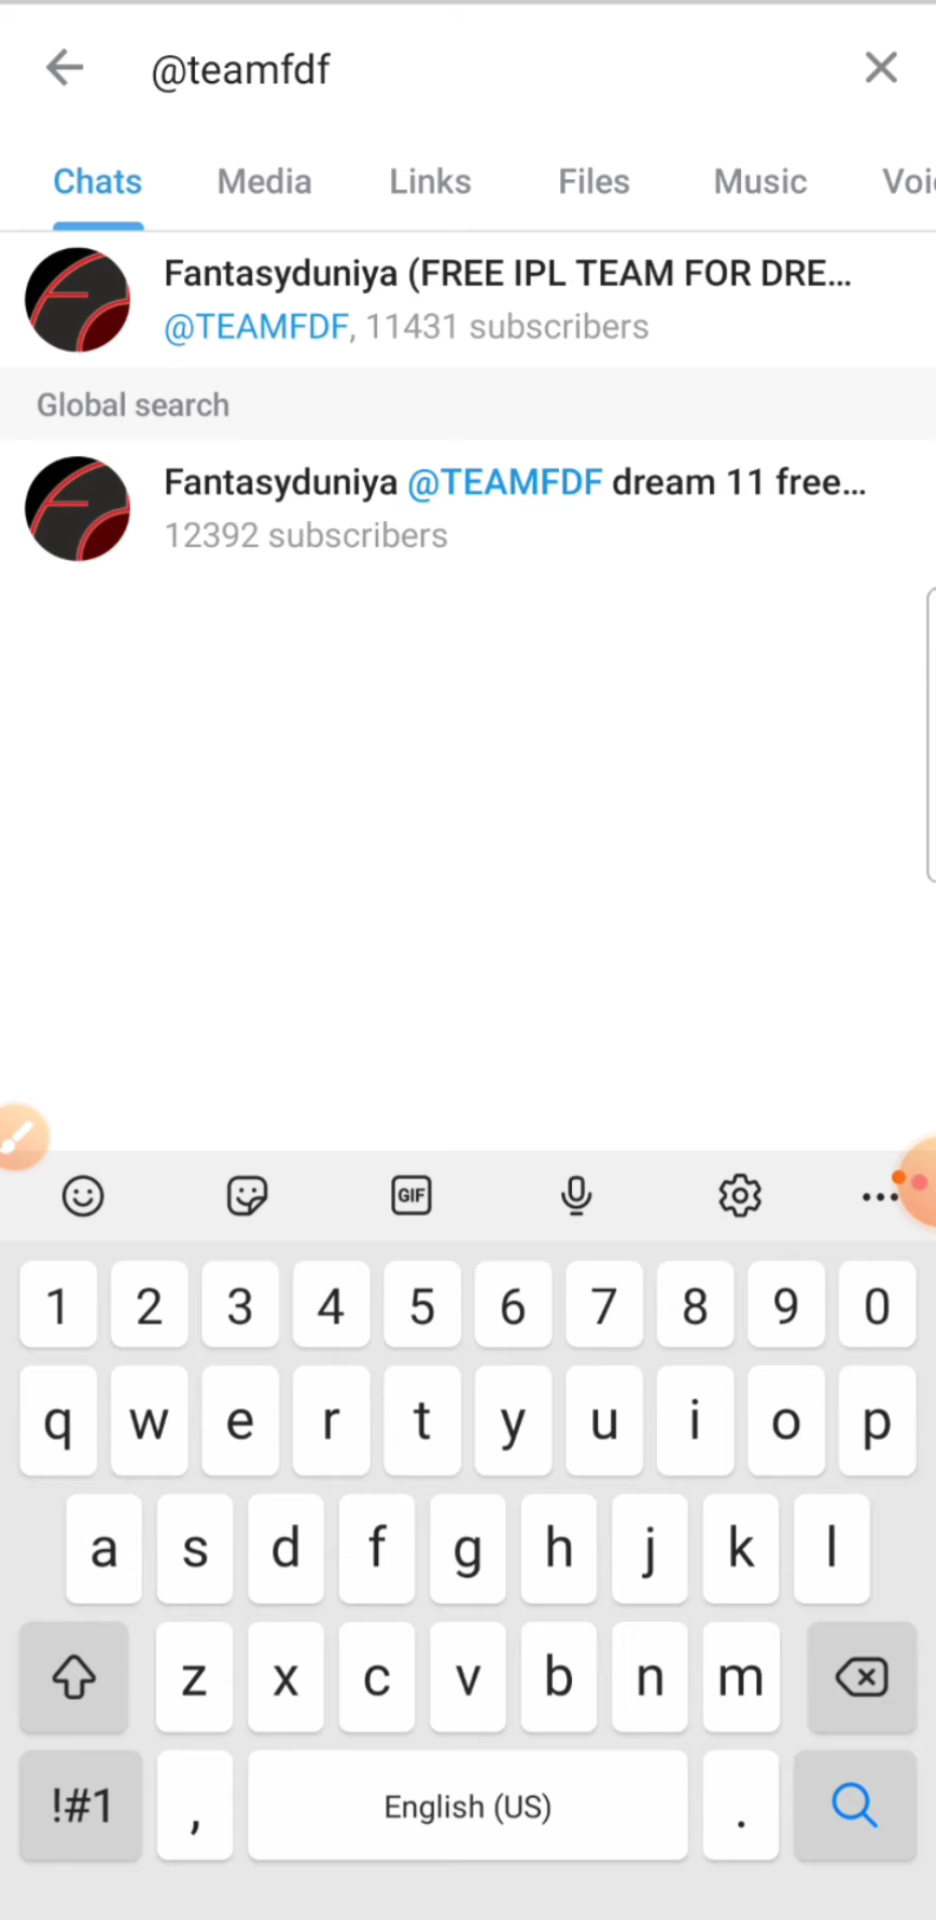 @teamfdf
Chats Media Links Files Music Voi
Fantasyduniya (FREE IPL TEAM FOR DRE...
@TEAMFDF, 11431 subscribers
Global search
Fantasyduniya @TEAMFDF dream 11 free...
12392 subscribers
GIF
1 2 3 4 5 6 7 8 9 0
q w e r t y u i o p
a s d f g h j k l
z x c v b n m
!#1 , English (US) .